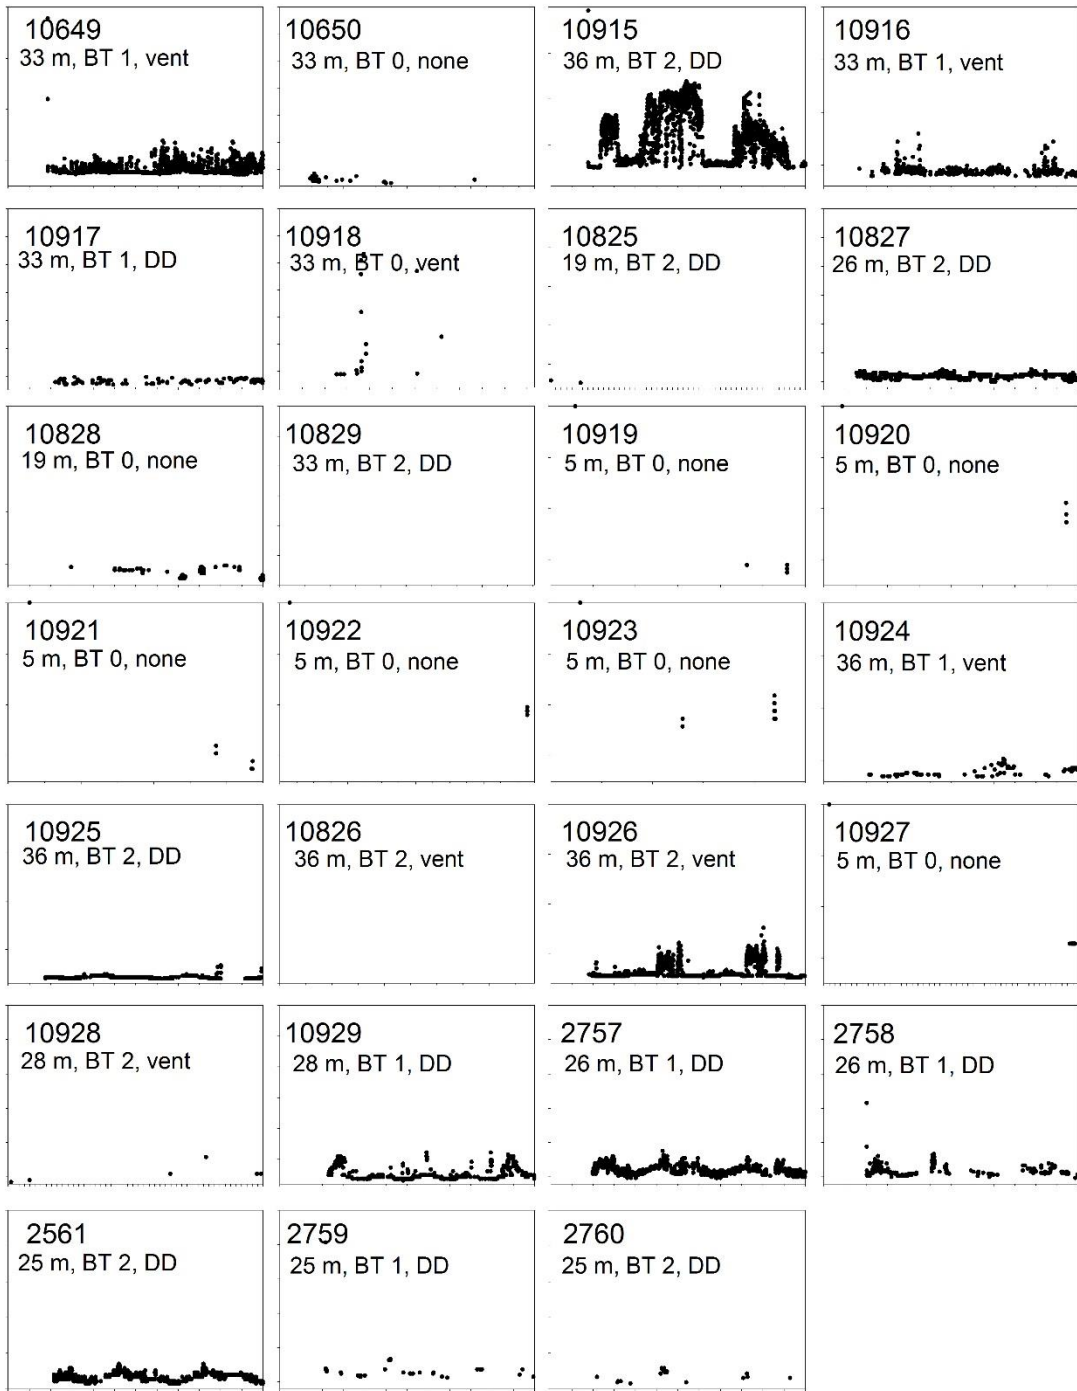 10649
33 m, BT 1, vent
10650
33 m, BT 0, none
10915
36 m, BT 2, DD
10916
33 m, BT 1, vent
10917
33 m, BT 1, DD
10918
33 m, BT 0, vent
10825
19 m, BT 2, DD
10827
26 m, BT 2, DD
10828
19 m, BT 0, none
10829
33 m, BT 2, DD
10919
5 m, BT 0, none
10920
5 m, BT 0, none
10921
5 m, BT 0, none
10922
5 m, BT 0, none
10923
5 m, BT 0, none
10924
36 m, BT 1, vent
10925
36 m, BT 2, DD
10826
36 m, BT 2, vent
10926
36 m, BT 2, vent
10927
5 m, BT 0, none
10928
28 m, BT 2, vent
10929
28 m, BT 1, DD
2757
26 m, BT 1, DD
2758
26 m, BT 1, DD
2561
25 m, BT 2, DD
2759
25 m, BT 1, DD
2760
25 m, BT 2, DD